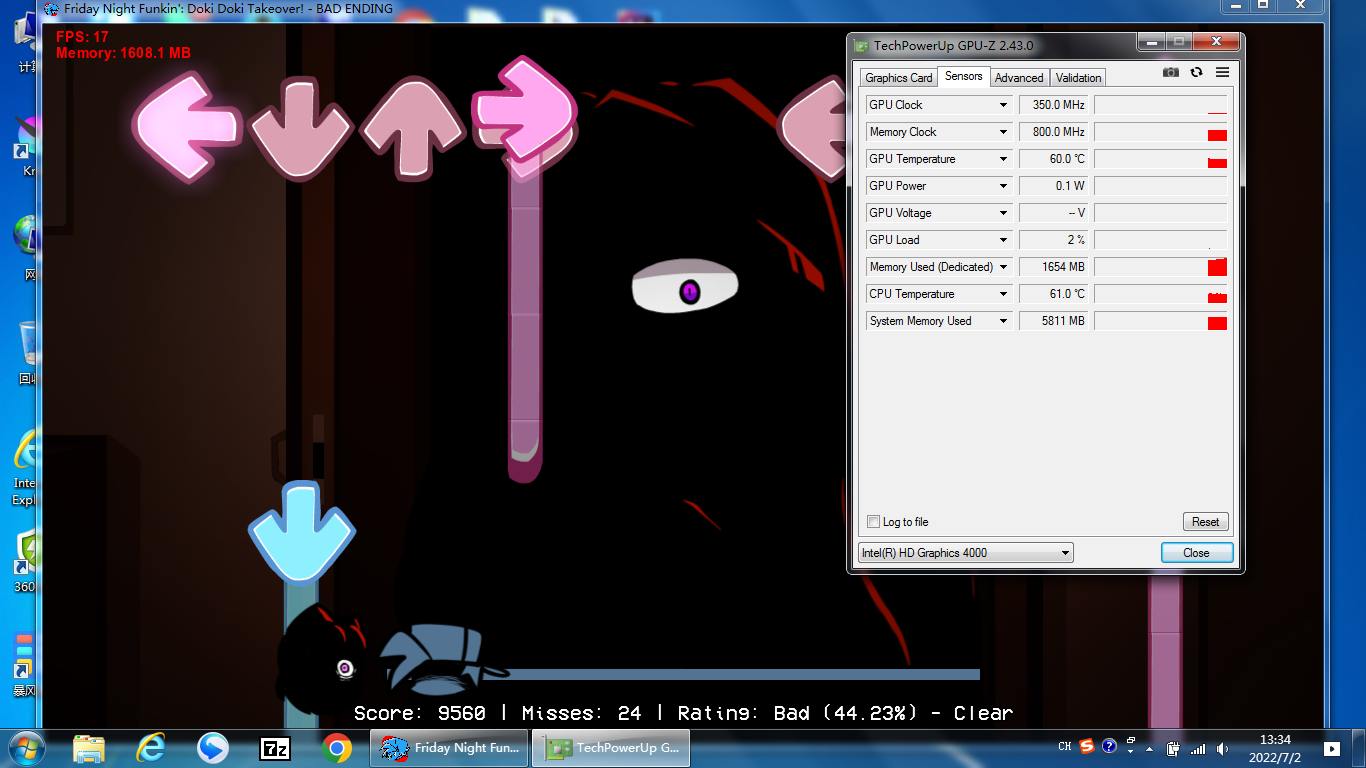 Friday Night Funkin': Doki Doki Takeover! - BAD ENDING
FPS: 17
Memory: 1608.1 MB
TechPowerUp GPU-Z 2.43.0
Graphics Card
Sensors
Advanced
Validation
GPU Clock
350.0 MHz
Memory Clock
800.0 MHz
GPU Temperature
60.0 °C
GPU Power
0.1 W
GPU Voltage
-- V
GPU Load
2 %
Memory Used (Dedicated)
1654 MB
CPU Temperature
61.0 °C
System Memory Used
5811 MB
Log to file
Reset
Intel(R) HD Graphics 4000
Close
计算
Kr
网
回收
Inte
Expl
360
暴风
Score: 9560 | Misses: 24 | Rating: Bad (44.23%) - Clear
7z
Friday Night Fun...
TechPowerUp G...
CH
13:34
2022/7/2